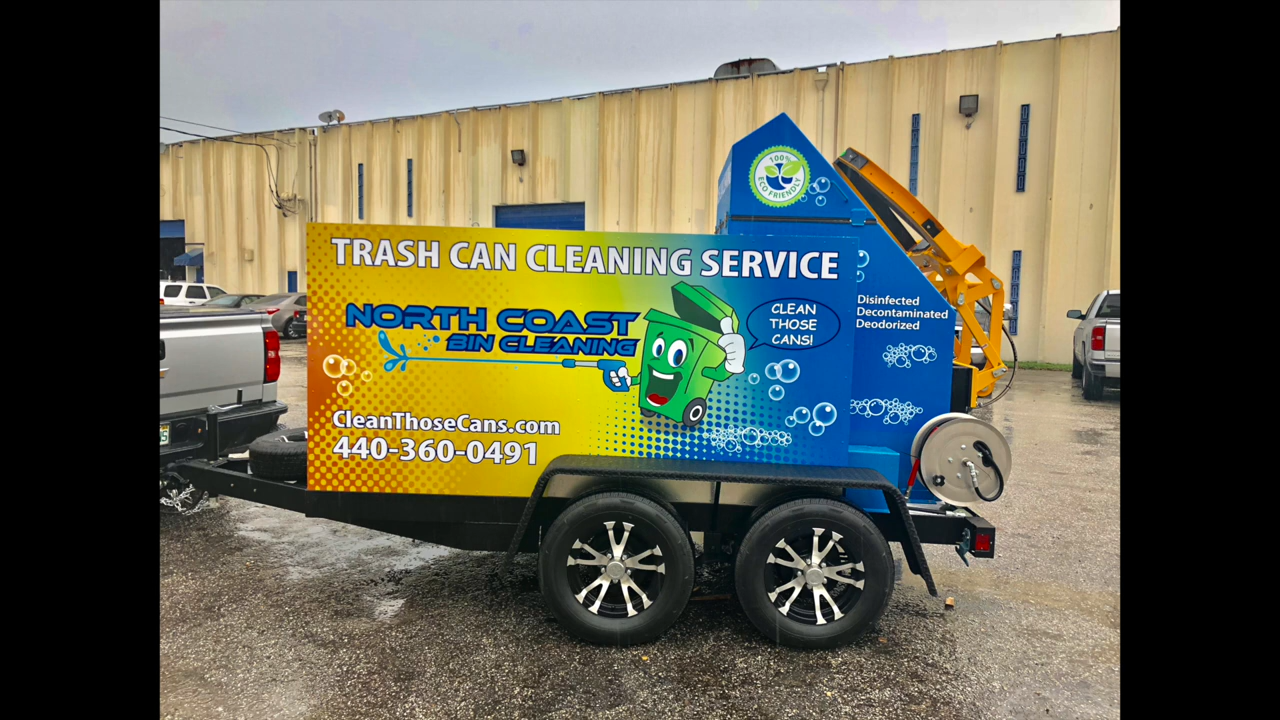 100%
ECO FRIENDLY
TRASH CAN CLEANING SERVICE
NORTH COAST
BIN CLEANING
CLEAN
THOSE
CANS!
Disinfected
Decontaminated
Deodorized
CleanThoseCans.com
440-360-0491